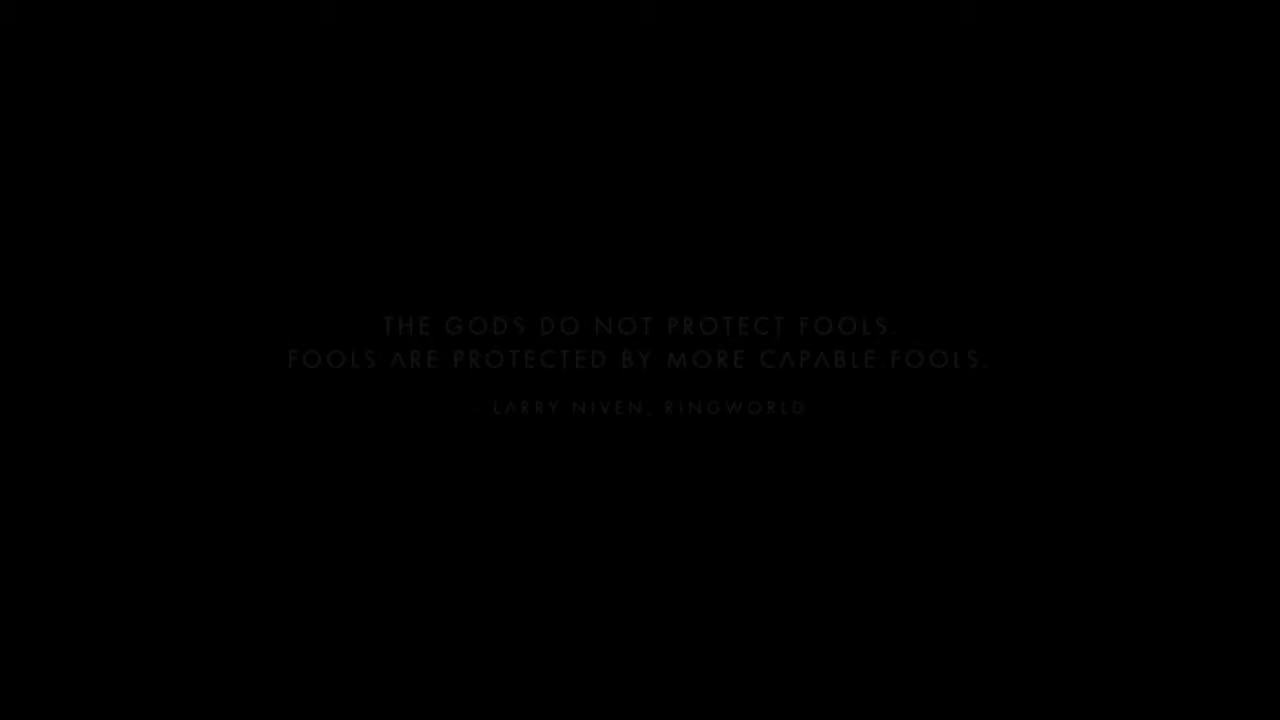 THE GODS DO NOT PROTECT FOOLS.
FOOLS ARE PROTECTED BY MORE CAPABLE FOOLS.
- LARRY NIVEN, RINGWORLD